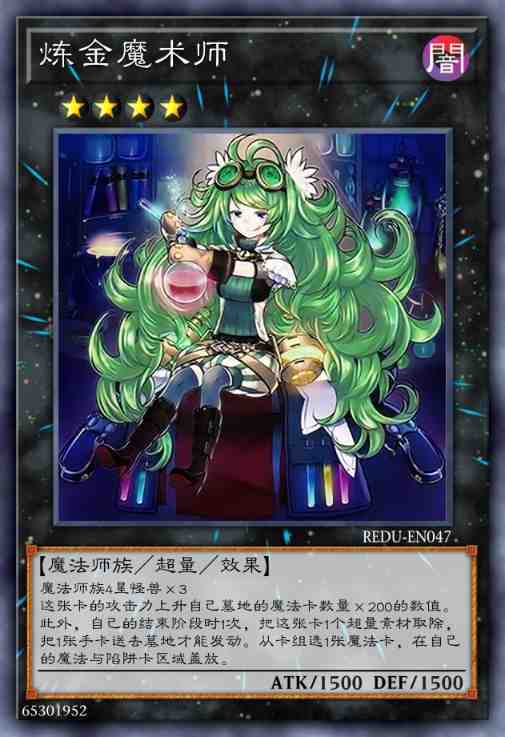 炼金魔术师
闇
REDU-EN047
【魔法师族／超量／效果】
魔法师族4星怪兽×3
这张卡的攻击力上升自己墓地的魔法卡数量×200的数值。
此外，自己的结束阶段时1次，把这张卡1个超量素材取除，
把1张手卡送去墓地才能发动。从卡组选1张魔法卡，在自己
的魔法与陷阱卡区域盖放。
ATK/1500 DEF/1500
65301952